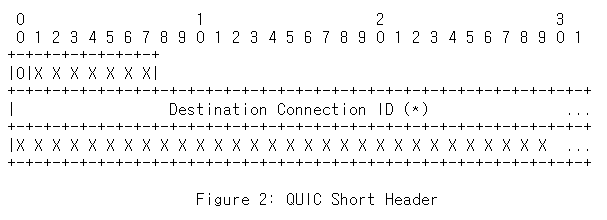 0 1 2 3
0 1 2 3 4 5 6 7 8 9 0 1 2 3 4 5 6 7 8 9 0 1 2 3 4 5 6 7 8 9 0 1
+-+-+-+-+-+-+-+-+
|0|X X X X X X X|
+-+-+-+-+-+-+-+-+-+-+-+-+-+-+-+-+-+-+-+-+-+-+-+-+-+-+-+-+-+-+-+-+
| Destination Connection ID (*) ...
+-+-+-+-+-+-+-+-+-+-+-+-+-+-+-+-+-+-+-+-+-+-+-+-+-+-+-+-+-+-+-+-+
|X X X X X X X X X X X X X X X X X X X X X X X X X X X X X X ...
+-+-+-+-+-+-+-+-+-+-+-+-+-+-+-+-+-+-+-+-+-+-+-+-+-+-+-+-+-+-+-+-+
Figure 2: QUIC Short Header